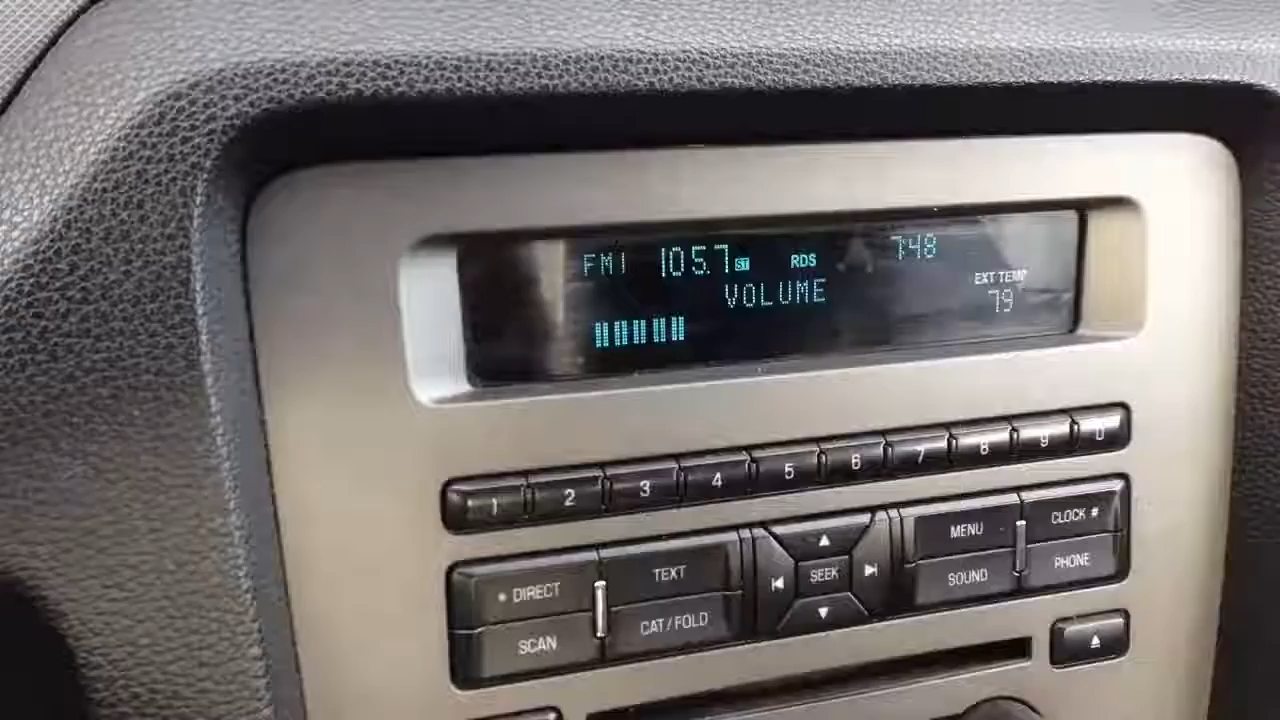 FM1 105.7 ST RDS 7:48
VOLUME EXT TEMP
79
1 2 3 4 5 6 7 8 9 0
DIRECT TEXT SEEK MENU CLOCK #
SCAN CAT/FOLD SOUND PHONE